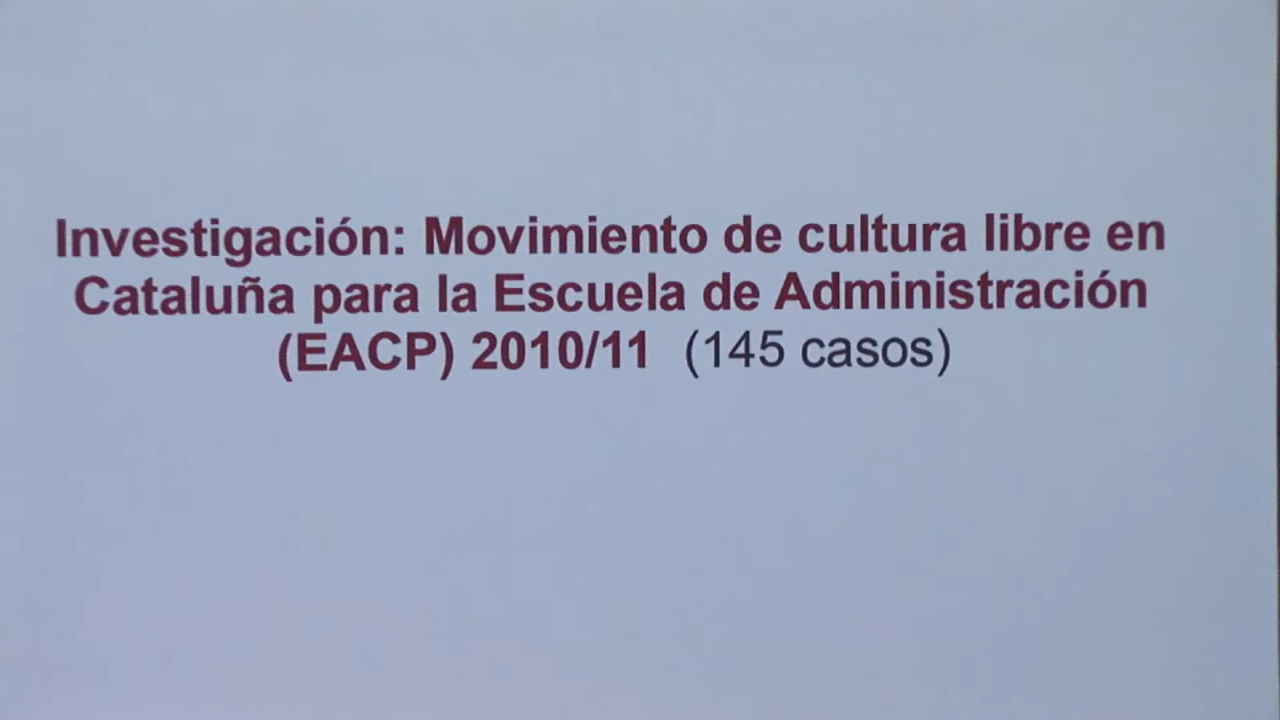 Investigación: Movimiento de cultura libre en
Cataluña para la Escuela de Administración
(EACP) 2010/11 (145 casos)